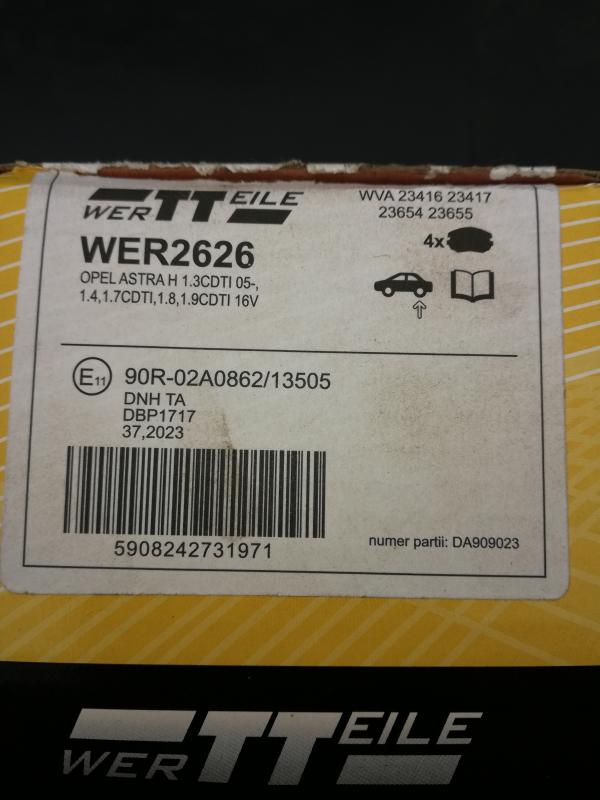 WERTTEILE
WVA 23416 23417
23654 23655
WER2626
4x
OPEL ASTRA H 1.3CDTI 05-,
1.4,1.7CDTI,1.8,1.9CDTI 16V
E11 90R-02A0862/13505
DNH TA
DBP1717
37,2023
5908242731971
numer partii: DA909023
WERTTEILE